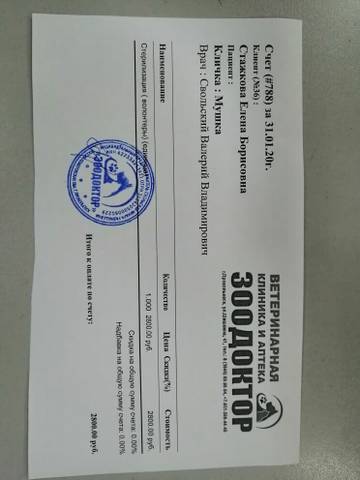 ВЕТЕРИНАРНАЯ
КЛИНИКА И АПТЕКА
ЗООДОКТОР
Счет (#788) за 31.01.20г.
Клиент (№36) :
Стажкова Елена Борисовна
Пациент :
Кличка : Мушка
Врач : Свольский Валерий Владимирович
Наименование Количество Цена Скидка(%) Стоимость
Стерилизация ( волонтеры) 1.000 2800.00 руб. 2800.00 руб.
Скидка на общую сумму счета: 0.00%
Надбавка на общую сумму счета: 0.00%
Итого к оплате по счету: 2800.00 руб.
ЗООДОКТОР